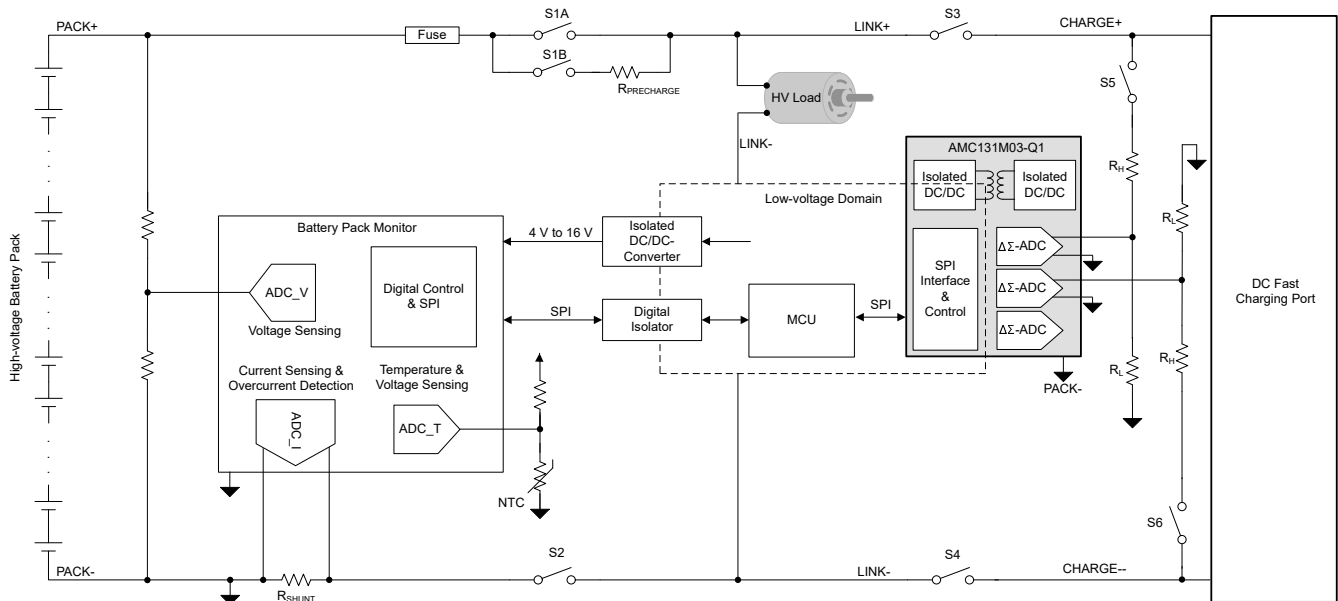 PACK+
Fuse
S1A
S1B
RPRECHARGE
LINK+
S3
CHARGE+
S5
HV Load
LINK-
AMC131M03-Q1
Isolated
DC/DC
Isolated
DC/DC
RH
RL
Low-voltage Domain
High-voltage Battery Pack
Battery Pack Monitor
4 V to 16 V
Isolated
DC/DC-
Converter
ΔΣ-ADC
ΔΣ-ADC
ΔΣ-ADC
SPI
Interface
&
Control
ADC_V
Voltage Sensing
Digital Control
& SPI
SPI
Digital
Isolator
MCU
SPI
DC Fast
Charging Port
Current Sensing &
Overcurrent Detection
Temperature &
Voltage Sensing
RL
RH
PACK-
ADC_I
ADC_T
NTC
S6
PACK-
RSHUNT
S2
LINK-
S4
CHARGE--